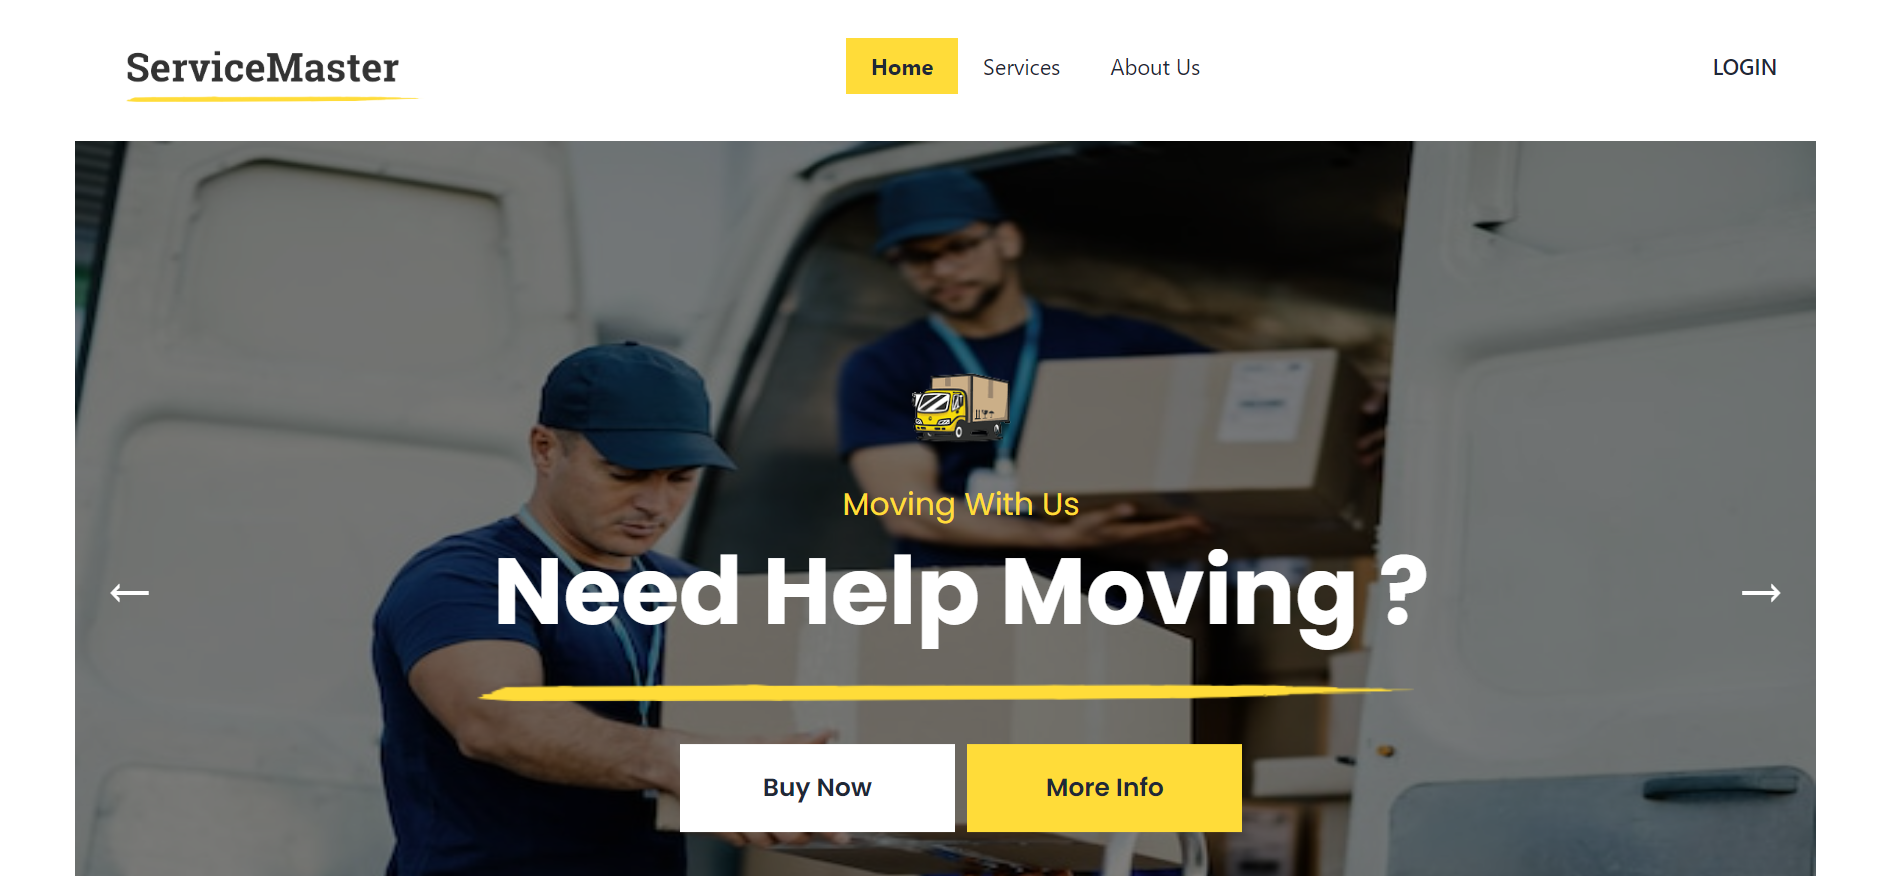 ServiceMaster
Home Services About Us LOGIN
Moving With Us
Need Help Moving ?
Buy Now More Info